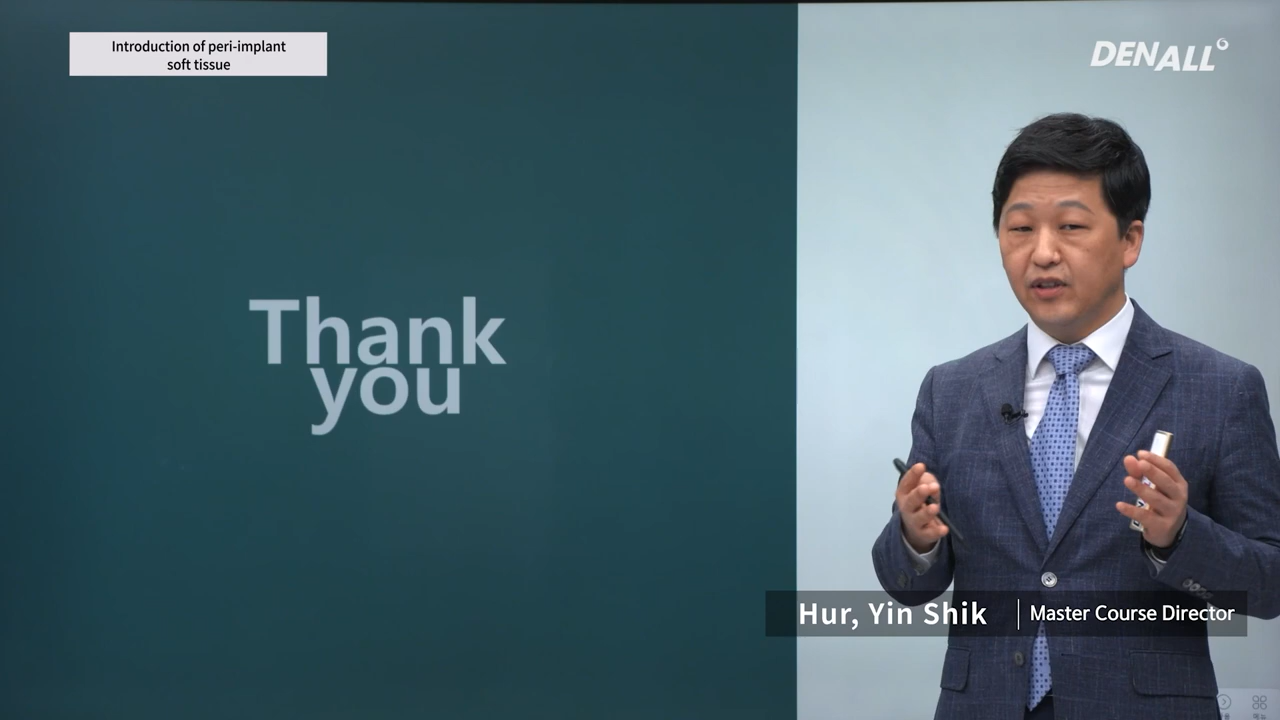 Introduction of peri-implant
soft tissue
DENALL
Thank
you
Hur, Yin Shik
Master Course Director